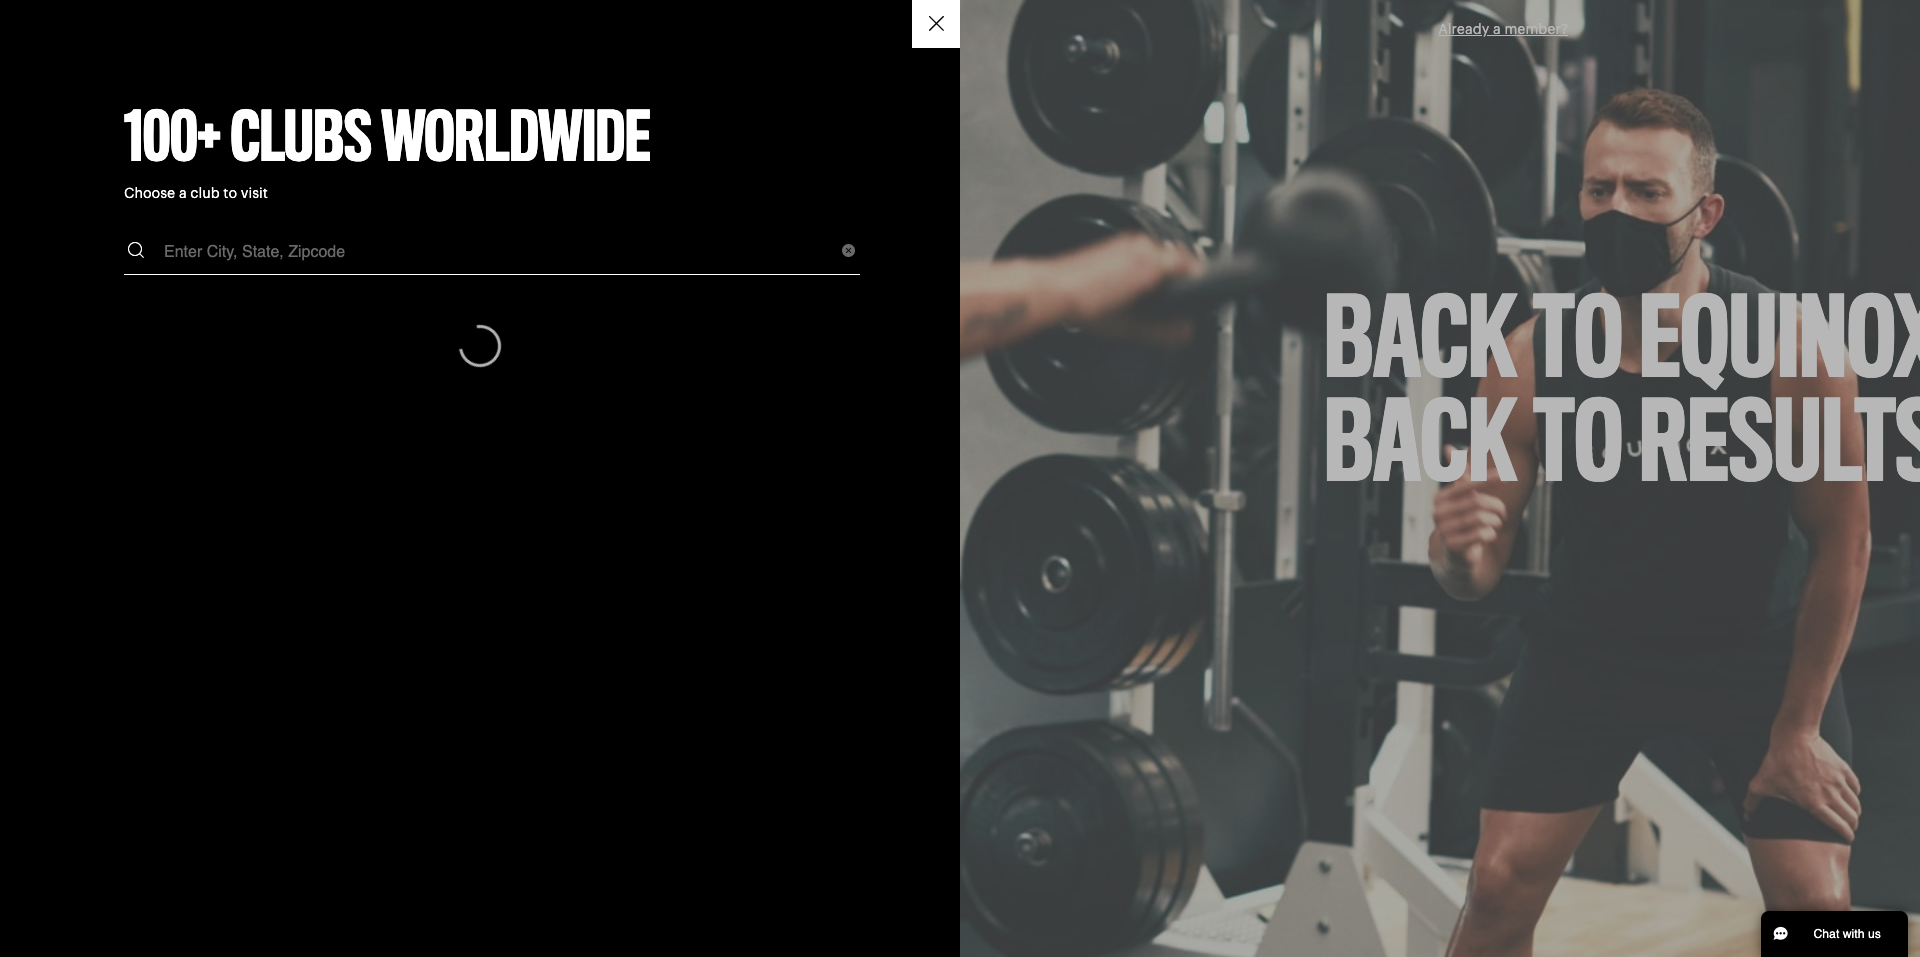 Already a member?
100+ CLUBS WORLDWIDE
Choose a club to visit
Enter City, State, Zipcode
BACK TO EQUINOX
BACK TO RESULTS
Chat with us